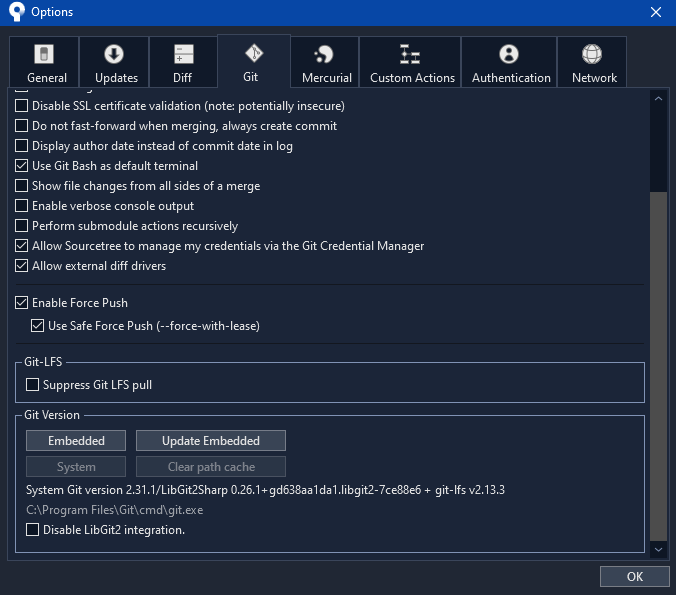 Options
General
Updates
Diff
Git
Mercurial
Custom Actions
Authentication
Network
Disable SSL certificate validation (note: potentially insecure)
Do not fast-forward when merging, always create commit
Display author date instead of commit date in log
Use Git Bash as default terminal
Show file changes from all sides of a merge
Enable verbose console output
Perform submodule actions recursively
Allow Sourcetree to manage my credentials via the Git Credential Manager
Allow external diff drivers
Enable Force Push
Use Safe Force Push (--force-with-lease)
Git-LFS
Suppress Git LFS pull
Git Version
Embedded
Update Embedded
System
Clear path cache
System Git version 2.31.1/LibGit2Sharp 0.26.1+gd638aa1da1.libgit2-7ce88e6 + git-lfs v2.13.3
C:\Program Files\Git\cmd\git.exe
Disable LibGit2 integration.
OK